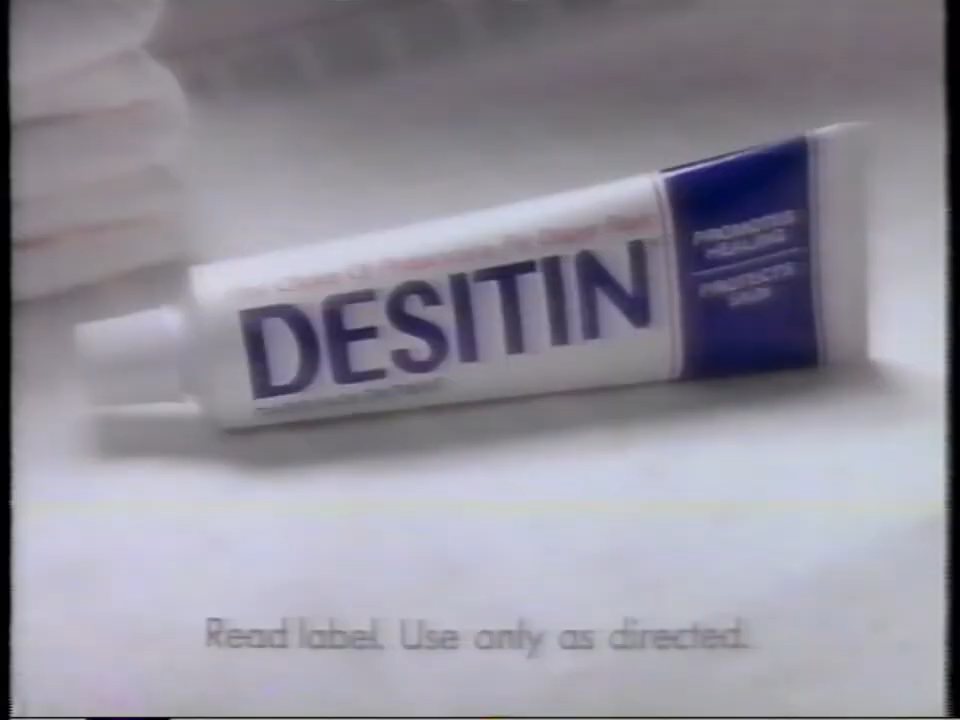 DESITIN
PROMOTES
HEALING
PROTECTS
SKIN
Read label. Use only as directed.